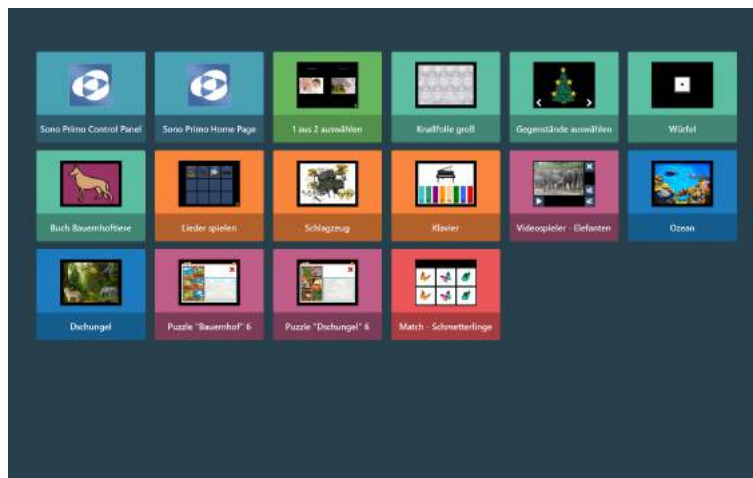 Sono Primo Control Panel
Sono Primo Home Page
1 aus 2 auswählen
Knallfolie groß
Gegenstände auswählen
Würfel
Buch Bauernhoftiere
Lieder spielen
Schlagzeug
Klavier
Videospieler - Elefanten
Ozean
Dschungel
Puzzle "Bauernhof" 6
Puzzle "Dschungel" 6
Match - Schmetterlinge